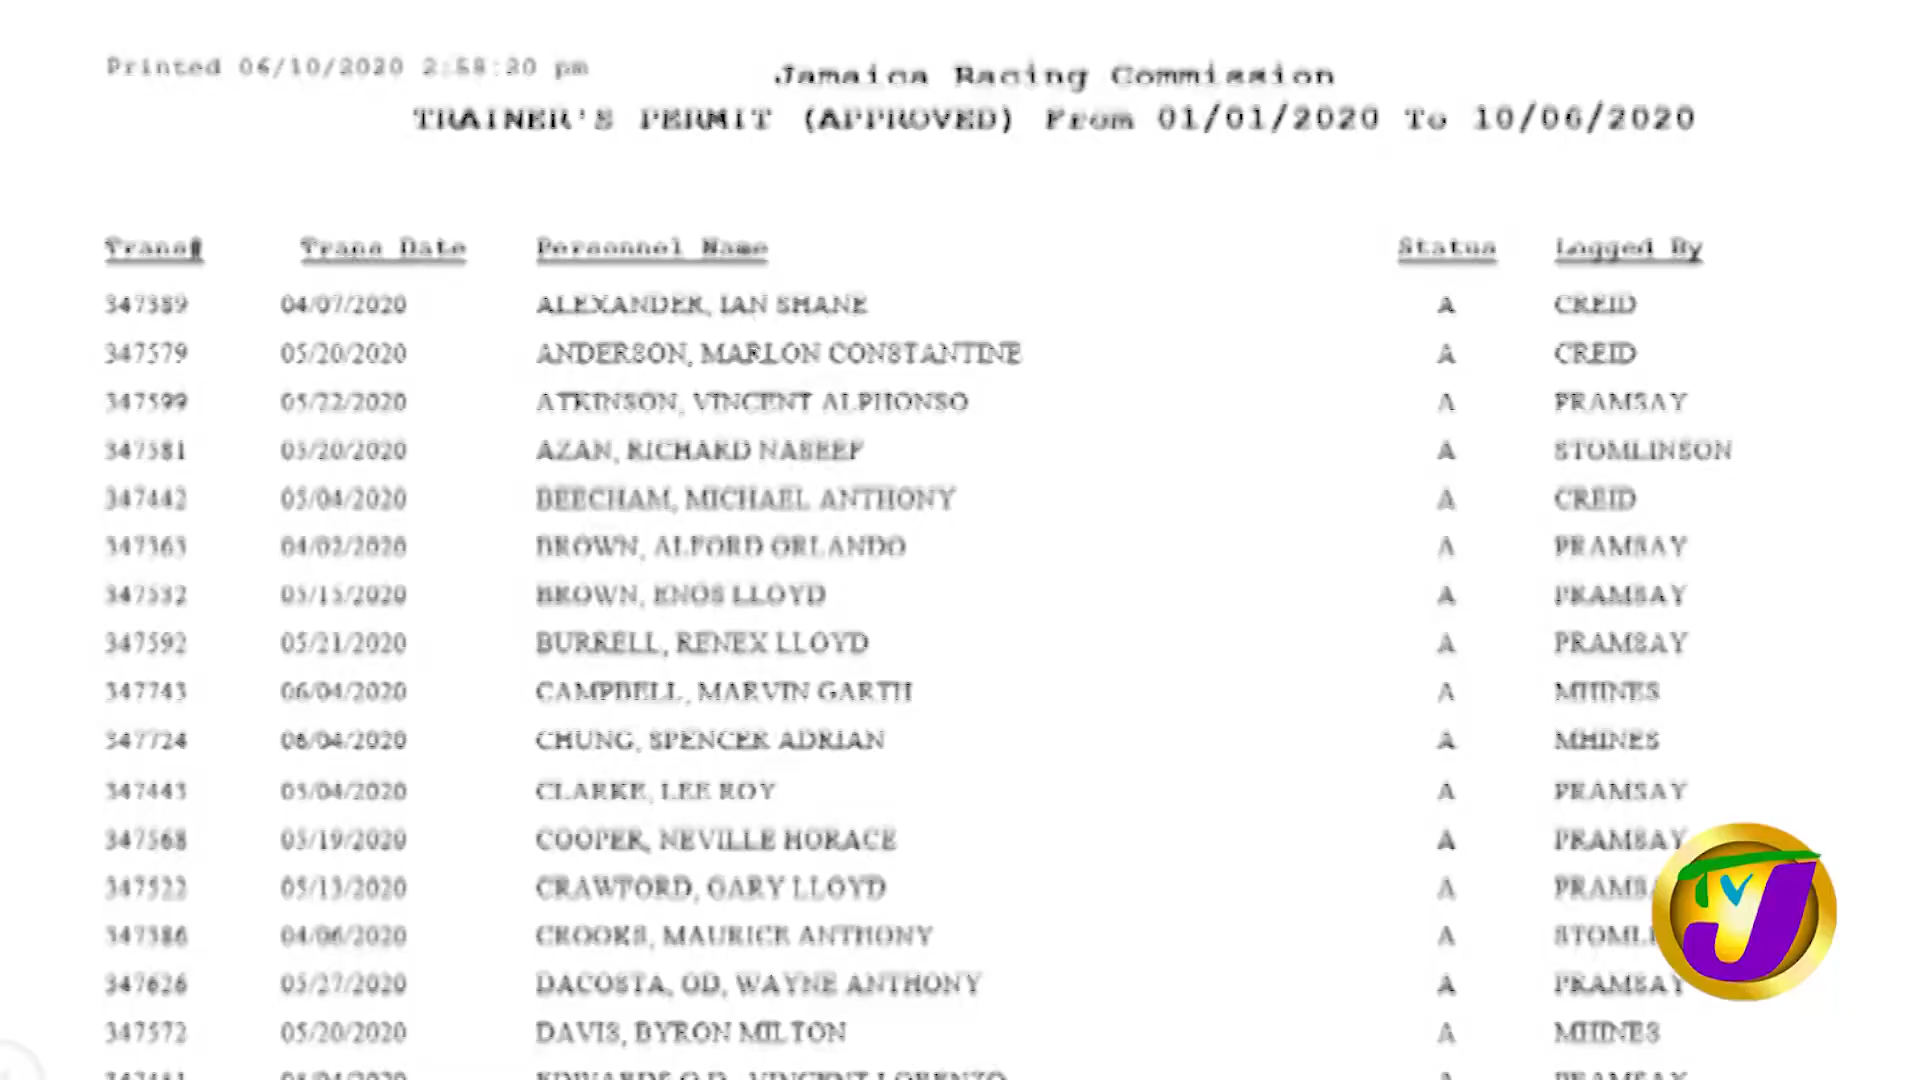 Printed 06/10/2020 2:58:20 pm
Jamaica Racing Commission
TRAINER'S PERMIT (APPROVED) From 01/01/2020 To 10/06/2020
Trans# Trans Date Personnel Name Status Logged By
347389 04/07/2020 ALEXANDER, IAN SHANE A CREID
347579 05/20/2020 ANDERSON, MARLON CONSTANTINE A CREID
347599 05/22/2020 ATKINSON, VINCENT ALPHONSO A PRAMSAY
347581 05/20/2020 AZAN, RICHARD NASEEF A STOMLINSON
347442 05/04/2020 BEECHAM, MICHAEL ANTHONY A CREID
347363 04/02/2020 BROWN, ALFORD ORLANDO A PRAMSAY
347532 05/15/2020 BROWN, ENOS LLOYD A PRAMSAY
347592 05/21/2020 BURRELL, RENEX LLOYD A PRAMSAY
347743 06/04/2020 CAMPBELL, MARVIN GARTH A MHINES
347724 06/04/2020 CHUNG, SPENCER ADRIAN A MHINES
347443 05/04/2020 CLARKE, LEE ROY A PRAMSAY
347568 05/19/2020 COOPER, NEVILLE HORACE A PRAMSAY
347522 05/13/2020 CRAWFORD, GARY LLOYD A PRAMSA
347386 04/06/2020 CROOKS, MAURICE ANTHONY A STOMLI
347626 05/27/2020 DACOSTA, OD, WAYNE ANTHONY A PRAMSAY
347572 05/20/2020 DAVIS, BYRON MILTON A MHINES
EDWARDS O.D., VINCENT LORENZO A PRAMSAY
TVJ